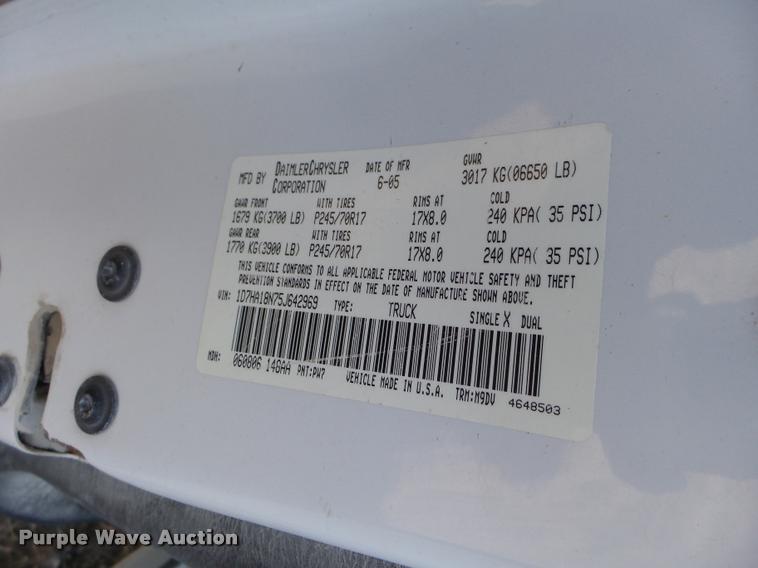 MFD BY DAIMLERCHRYSLER CORPORATION DATE OF MFR 6-05 GVWR 3017 KG(06650 LB)
GAWR FRONT WITH TIRES RIMS AT COLD
1679 KG(3700 LB) P245/70R17 17X8.0 240 KPA( 35 PSI)
GAWR REAR WITH TIRES RIMS AT COLD
1770 KG(3900 LB) P245/70R17 17X8.0 240 KPA( 35 PSI)
THIS VEHICLE CONFORMS TO ALL APPLICABLE FEDERAL MOTOR VEHICLE SAFETY AND THEFT
PREVENTION STANDARDS IN EFFECT ON THE DATE OF MANUFACTURE SHOWN ABOVE.
VIN: 1D7HA18N75J642969 TYPE: TRUCK SINGLE X DUAL
MDH: 060806 14GAA PNT:PW7 VEHICLE MADE IN U.S.A. TRM:M9DV 4648503
Purple Wave Auction